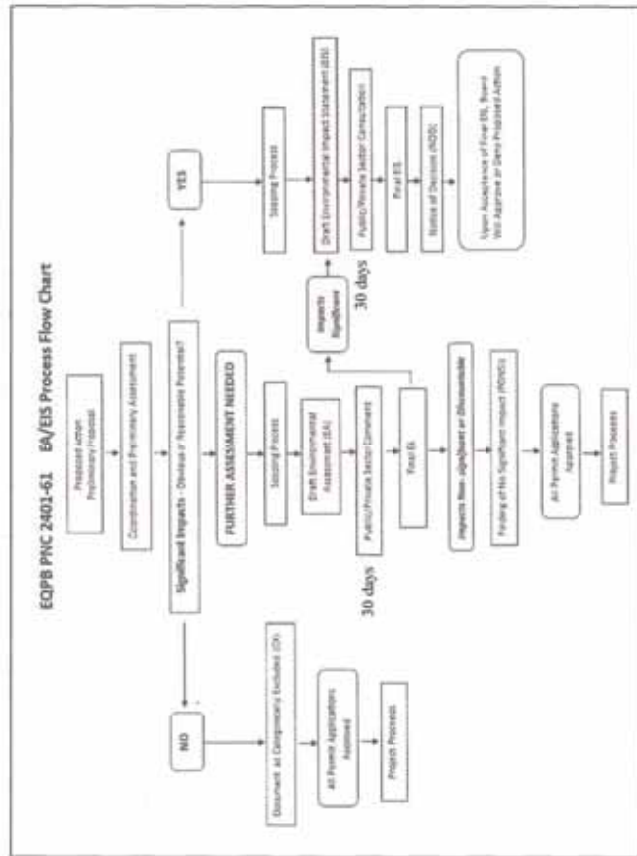 EQPB PNC 2401-61 EA/EIS Process Flow Chart
Proposed Action
Preliminary Proposal
Coordination and Preliminary Assessment
Significant Impacts - Obvious / Reasonable Potential?
NO
Document as Categorically Excluded (CX)
All Permit Applications
Approved
Project Proceeds
FURTHER ASSESMENT NEEDED
Scoping Process
Draft Environmental
Assessment (EA)
Public/Private Sector Comment
30 days
Final EA
Impacts Non-significant or Discountable
Finding of No Significant Impact (FONSI)
All Permit Applications
Approved
Project Proceeds
Impacts
Significant
YES
Scoping Process
Draft Environmental Impact Statement (EIS)
Public/Private Sector Consultation
30 days
Final EIS
Notice of Decision (NOD)
Upon Acceptance of Final EIS, Board
Will Approve or Deny Proposed Action